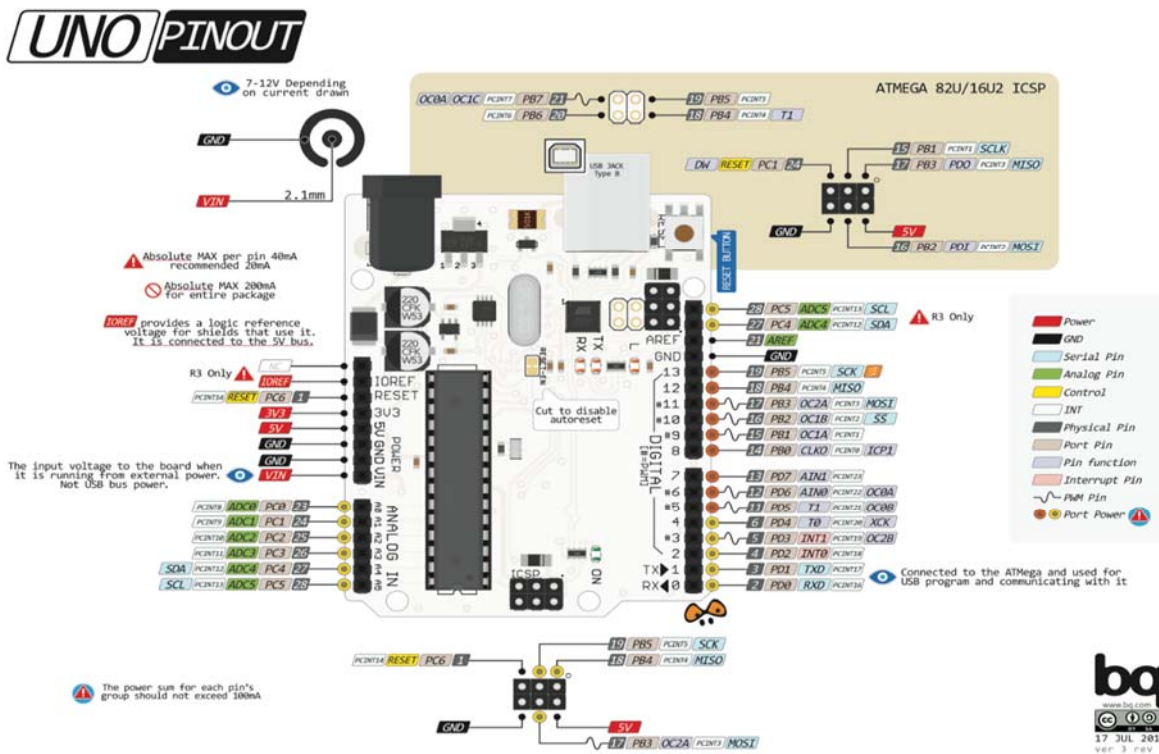 UNO PINOUT
7-12V Depending
on current drawn
GND
VIN
2.1mm
ATMEGA 82U/16U2 ICSP
OC0A OC1C PCINT7 PB7 21
PCINT6 PB6 20
19 PB5 PCINT5
18 PB4 PCINT4 T1
15 PB1 PCINT1 SCLK
17 PB3 PDO PCINT3 MISO
DW RESET PC1 24
GND
5V
16 PB2 PDI PCINT2 MOSI
USB JACK
Type B
RESET
RESET BUTTON
Absolute MAX per pin 40mA
recommended 20mA
Absolute MAX 200mA
for entire package
IOREF provides a logic reference
voltage for shields that use it.
It is connected to the 5V bus.
1 2 3
4
220
CFK
W53
220
CFK
W53
RX
TX
L
RESET-EN
Cut to disable
autoreset
R3 Only
NC
IOREF
PCINT14 RESET PC6 1
3V3
5V
GND
GND
VIN
The input voltage to the board when
it is running from external power.
Not USB bus power.
IOREF
RESET
3V3
5V
GND
GND
VIN
POWER
PCINT8 ADC0 PC0 23
PCINT9 ADC1 PC1 24
PCINT10 ADC2 PC2 25
PCINT11 ADC3 PC3 26
SDA PCINT12 ADC4 PC4 27
SCL PCINT13 ADC5 PC5 28
A0
A1
A2
A3
A4
A5
ANALOG IN
ICSP
ON
AREF
GND
13
12
#11
#10
#9
8
7
#6
#5
4
#3
2
TX 1
RX 0
DIGITAL
28 PC5 ADC5 PCINT13 SCL
27 PC4 ADC4 PCINT12 SDA
R3 Only
21 AREF
GND
19 PB5 PCINT5 SCK
18 PB4 PCINT4 MISO
17 PB3 OC2A PCINT3 MOSI
16 PB2 OC1B PCINT2 SS
15 PB1 OC1A PCINT1
14 PB0 CLKO PCINT0 ICP1
13 PD7 AIN1 PCINT23
12 PD6 AIN0 PCINT22 OC0A
11 PD5 T1 PCINT21 OC0B
6 PD4 T0 PCINT20 XCK
5 PD3 INT1 PCINT19 OC2B
4 PD2 INT0 PCINT18
3 PD1 TXD PCINT17
2 PD0 RXD PCINT16
Connected to the ATMega and used for
USB program and communicating with it
Power
GND
Serial Pin
Analog Pin
Control
INT
Physical Pin
Port Pin
Pin function
Interrupt Pin
PWM Pin
Port Power
19 PB5 PCINT5 SCK
18 PB4 PCINT4 MISO
PCINT14 RESET PC6 1
GND
5V
17 PB3 OC2A PCINT3 MOSI
The power sum for each pin's
group should not exceed 100mA
bq
www.bq.com
cc BY SA
17 JUL 201
ver 3 rev